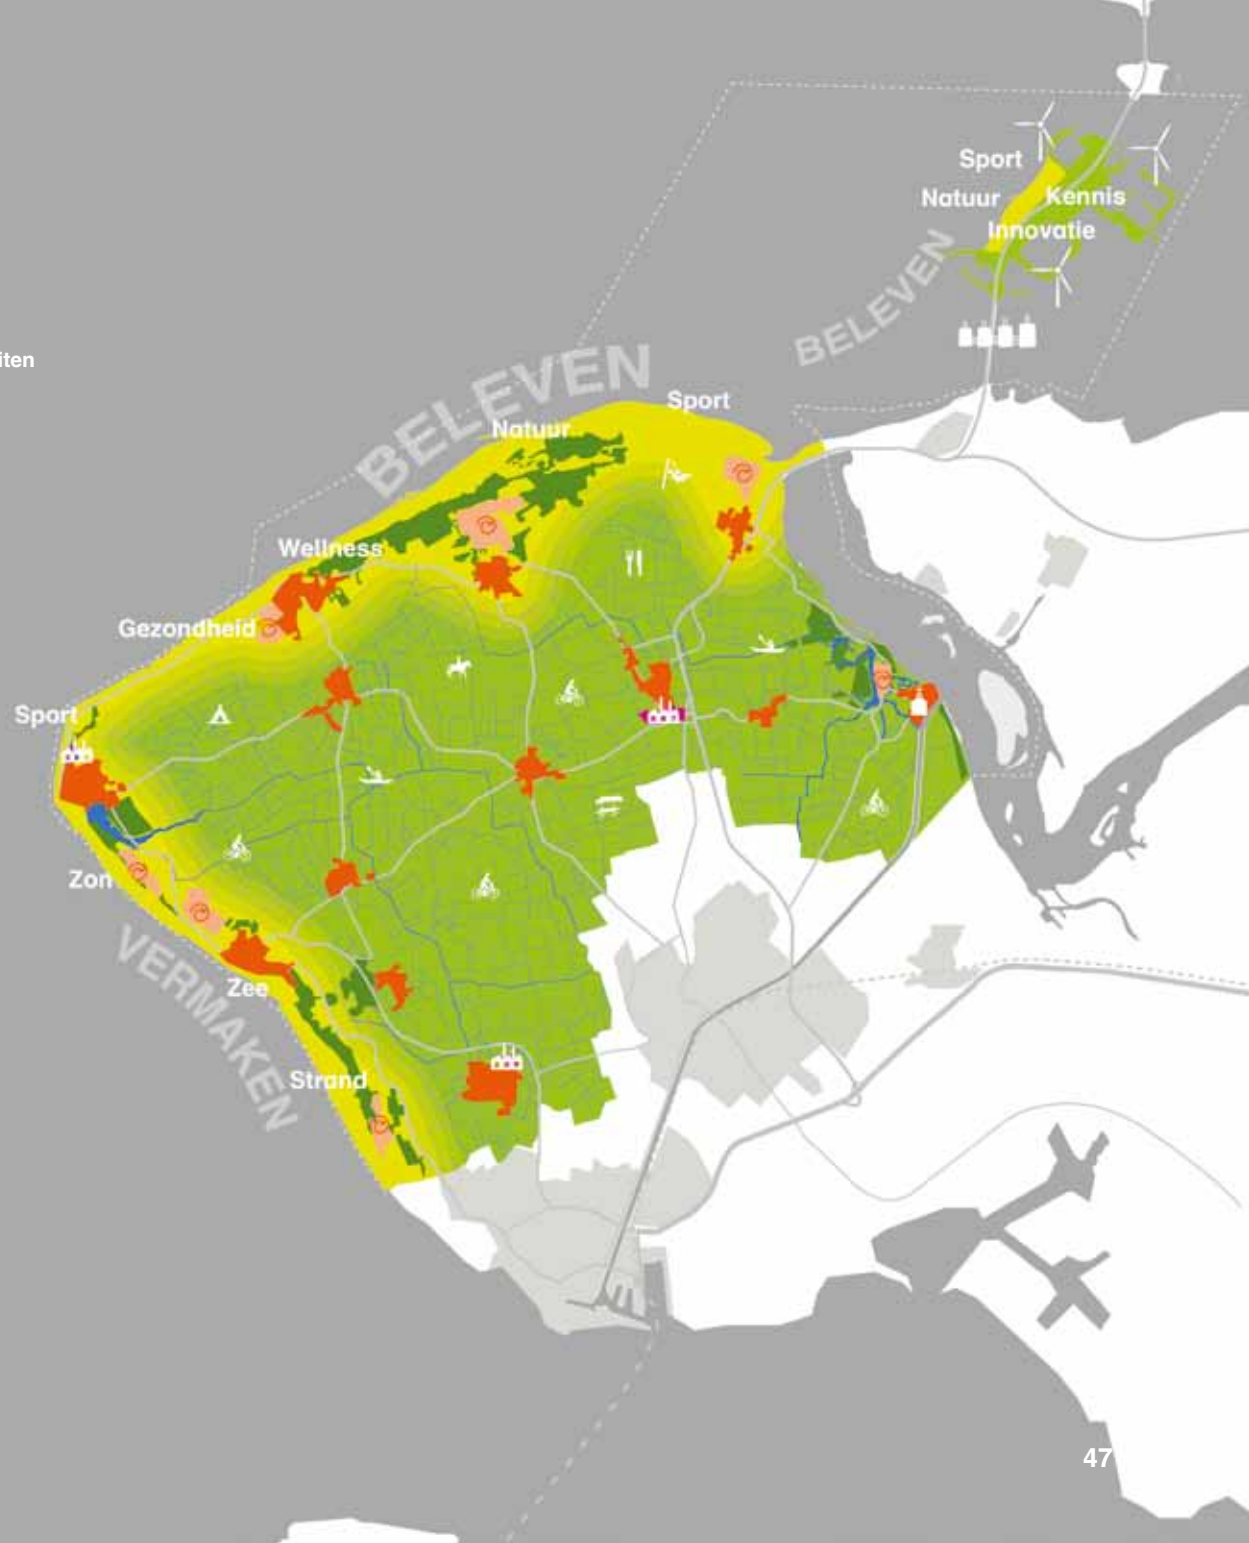 Sport
Natuur
Kennis
Innovatie
BELEVEN
iten
BELEVEN
Sport
Natuur
Wellness
Gezondheid
Sport
Zon
VERMAKEN
Zee
Strand
47